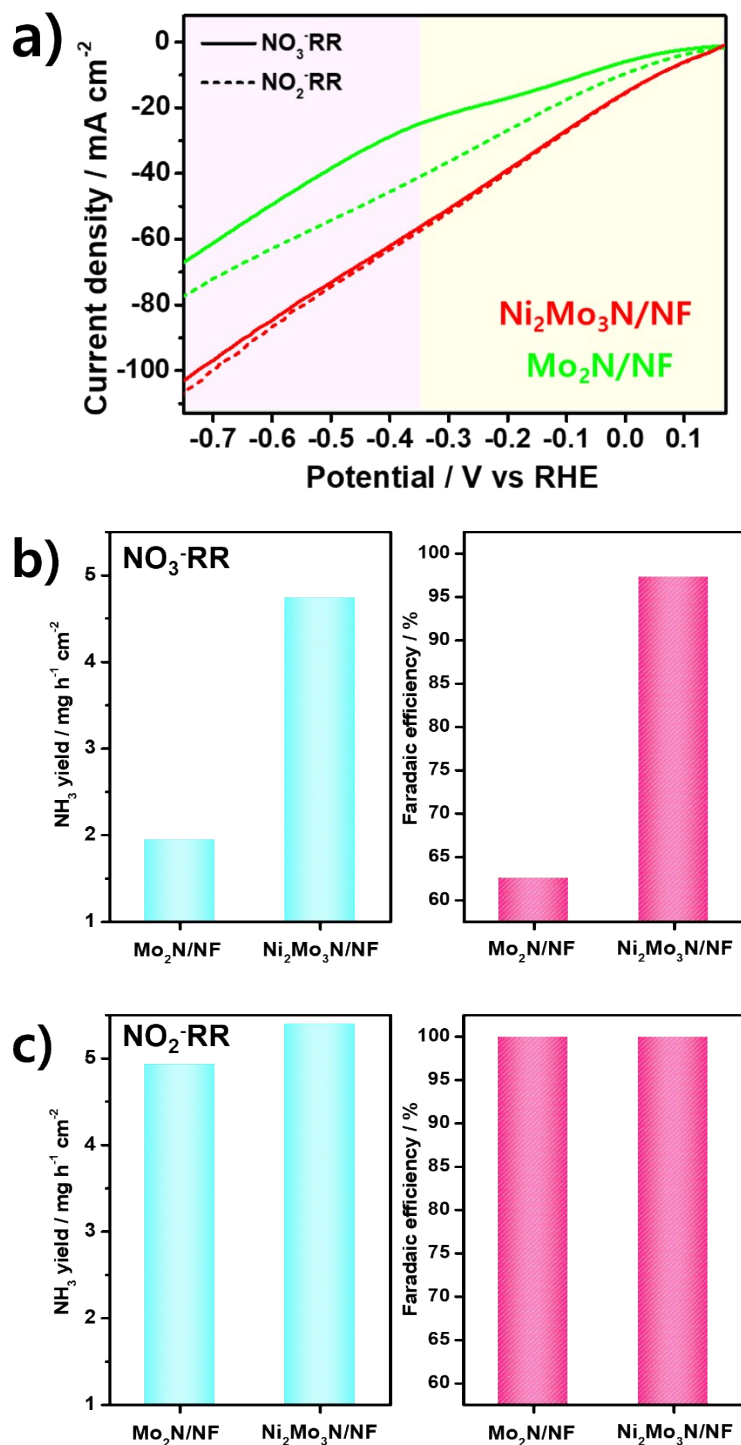 a)
NO₃⁻RR
NO₂⁻RR
0
-20
-40
-60
-80
-100
Current density / mA cm⁻²
Ni₂Mo₃N/NF
Mo₂N/NF
-0.7 -0.6 -0.5 -0.4 -0.3 -0.2 -0.1 0.0 0.1
Potential / V vs RHE
b)
NO₃⁻RR
5
4
3
2
1
NH₃ yield / mg h⁻¹ cm⁻²
Mo₂N/NF Ni₂Mo₃N/NF
100
95
90
85
80
75
70
65
60
Faradaic efficiency / %
Mo₂N/NF Ni₂Mo₃N/NF
c)
NO₂⁻RR
5
4
3
2
1
NH₃ yield / mg h⁻¹ cm⁻²
Mo₂N/NF Ni₂Mo₃N/NF
100
95
90
85
80
75
70
65
60
Faradaic efficiency / %
Mo₂N/NF Ni₂Mo₃N/NF